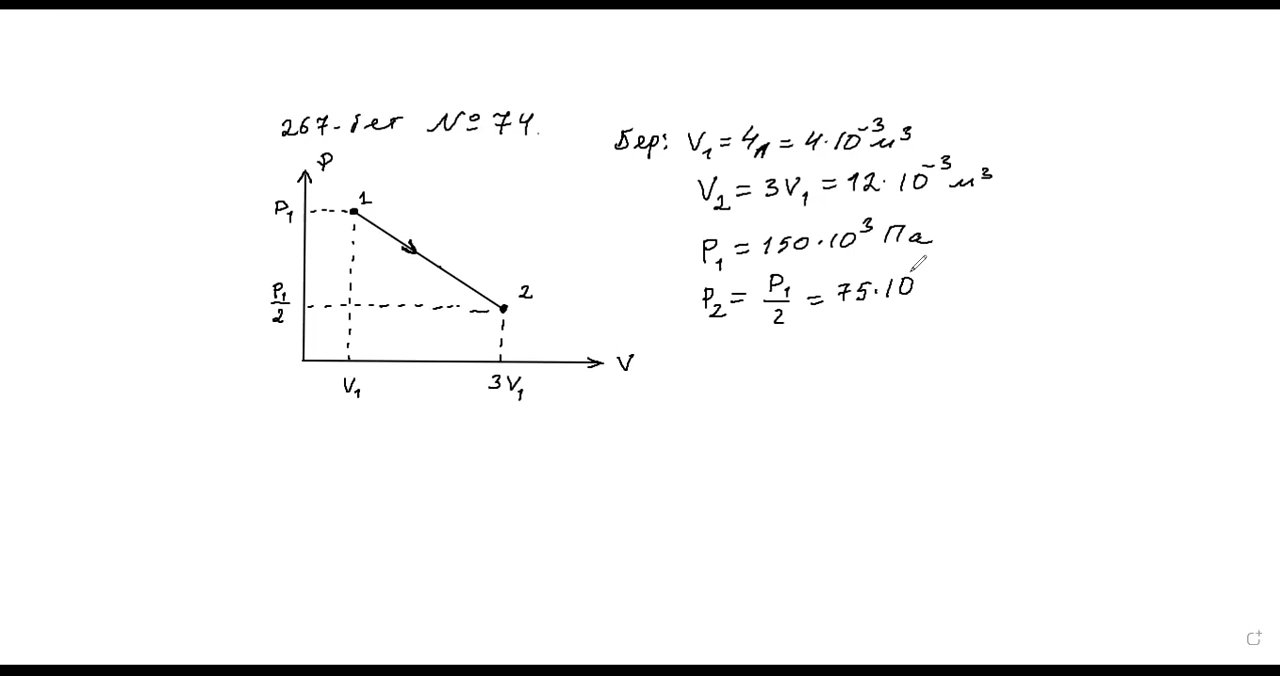 267-бет № 74.
Бер: V₁ = 4л = 4·10⁻³ м³
V₂ = 3V₁ = 12·10⁻³ м³
P₁ = 150·10³ Па
P₂ = P₁/2 = 75·10
P
P₁
1
P₁/2
2
V
V₁
3V₁